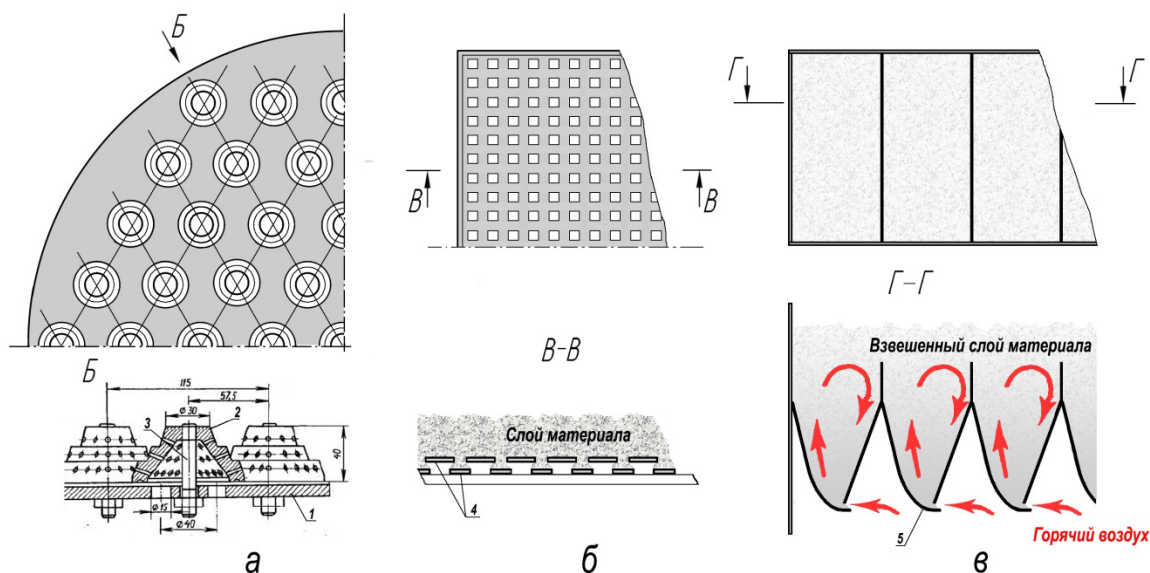 Б
В В
Г Г
Б
115
57,5
Ø30
2
3
40
Ø15
1
Ø40
а
В-В
Слой материала
4
б
Г-Г
Взвешенный слой материала
5
Горячий воздух
в